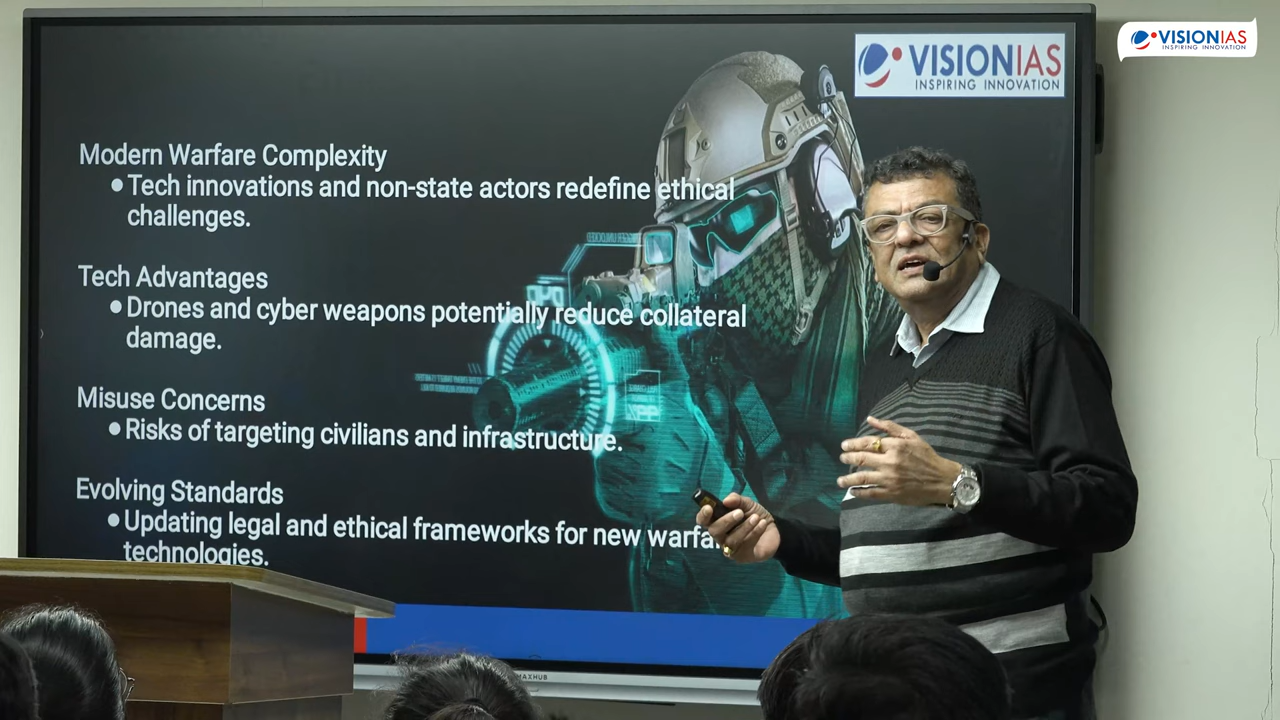 VISIONIAS
INSPIRING INNOVATION
VISIONIAS
INSPIRING INNOVATION
Modern Warfare Complexity
● Tech innovations and non-state actors redefine ethical
challenges.
Tech Advantages
● Drones and cyber weapons potentially reduce collateral
damage.
Misuse Concerns
● Risks of targeting civilians and infrastructure.
Evolving Standards
● Updating legal and ethical frameworks for new
technologies.
MAXHUB